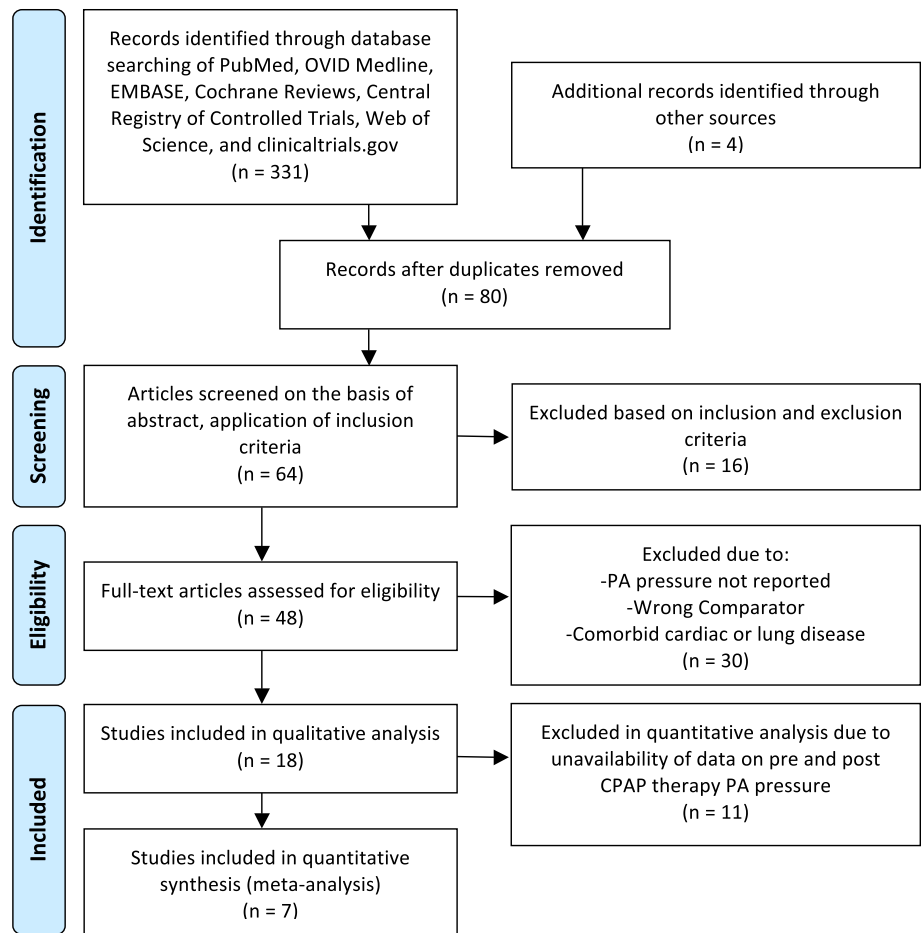 Identification
Records identified through database
searching of PubMed, OVID Medline,
EMBASE, Cochrane Reviews, Central
Registry of Controlled Trials, Web of
Science, and clinicaltrials.gov
(n = 331)
Additional records identified through
other sources
(n = 4)
Records after duplicates removed
(n = 80)
Screening
Articles screened on the basis of
abstract, application of inclusion
criteria
(n = 64)
Excluded based on inclusion and exclusion
criteria
(n = 16)
Eligibility
Full-text articles assessed for eligibility
(n = 48)
Excluded due to:
-PA pressure not reported
-Wrong Comparator
-Comorbid cardiac or lung disease
(n = 30)
Included
Studies included in qualitative analysis
(n = 18)
Excluded in quantitative analysis due to
unavailability of data on pre and post
CPAP therapy PA pressure
(n = 11)
Studies included in quantitative
synthesis (meta-analysis)
(n = 7)